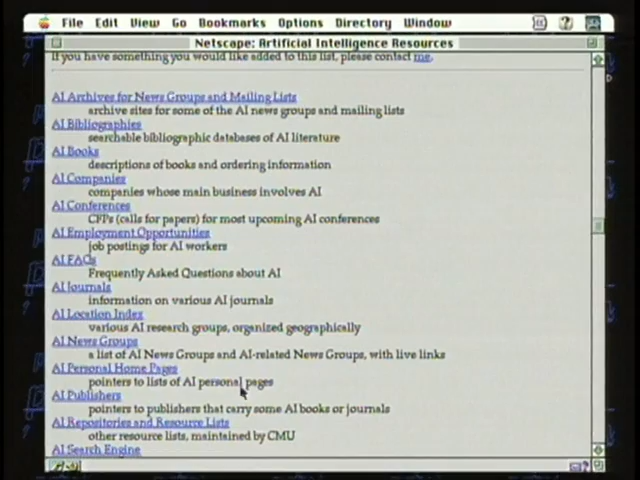 File Edit View Go Bookmarks Options Directory Window
Netscape: Artificial Intelligence Resources
If you have something you would like added to this list, please contact me.
AI Archives for News Groups and Mailing Lists
archive sites for some of the AI news groups and mailing lists
AI Bibliographies
searchable bibliographic databases of AI literature
AI Books
descriptions of books and ordering information
AI Companies
companies whose main business involves AI
AI Conferences
CFPs (calls for papers) for most upcoming AI conferences
AI Employment Opportunities
job postings for AI workers
AI FAQs
Frequently Asked Questions about AI
AI Journals
information on various AI journals
AI Location Index
various AI research groups, organized geographically
AI News Groups
a list of AI News Groups and AI-related News Groups, with live links
AI Personal Home Pages
pointers to lists of AI personal pages
AI Publishers
pointers to publishers that carry some AI books or journals
AI Repositories and Resource Lists
other resource lists, maintained by CMU
AI Search Engine